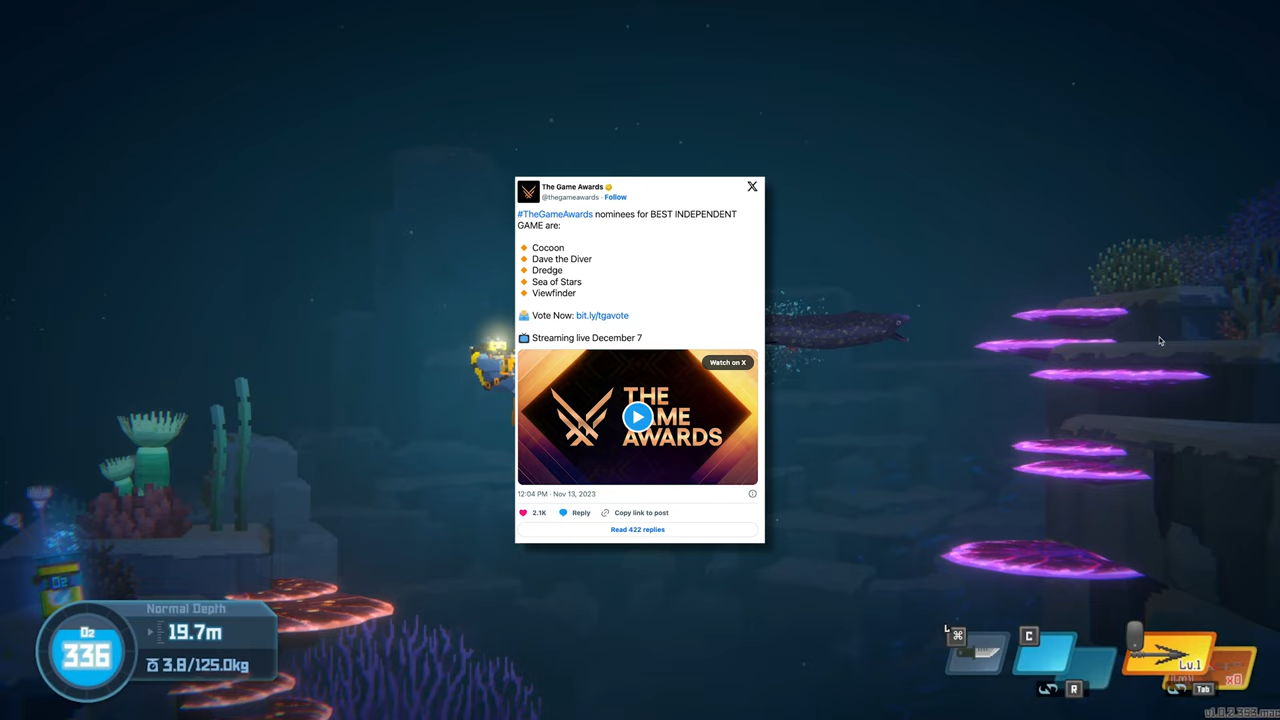 The Game Awards
@thegameawards · Follow
#TheGameAwards nominees for BEST INDEPENDENT
GAME are:
Cocoon
Dave the Diver
Dredge
Sea of Stars
Viewfinder
Vote Now: bit.ly/tgavote
Streaming live December 7
Watch on X
THE
GAME
AWARDS
12:04 PM · Nov 13, 2023
2.1K Reply Copy link to post
Read 422 replies
O2
O2
336
Normal Depth
19.7m
3.8/125.0kg
L
⌘
C
R
Lv.1
x0
Tab